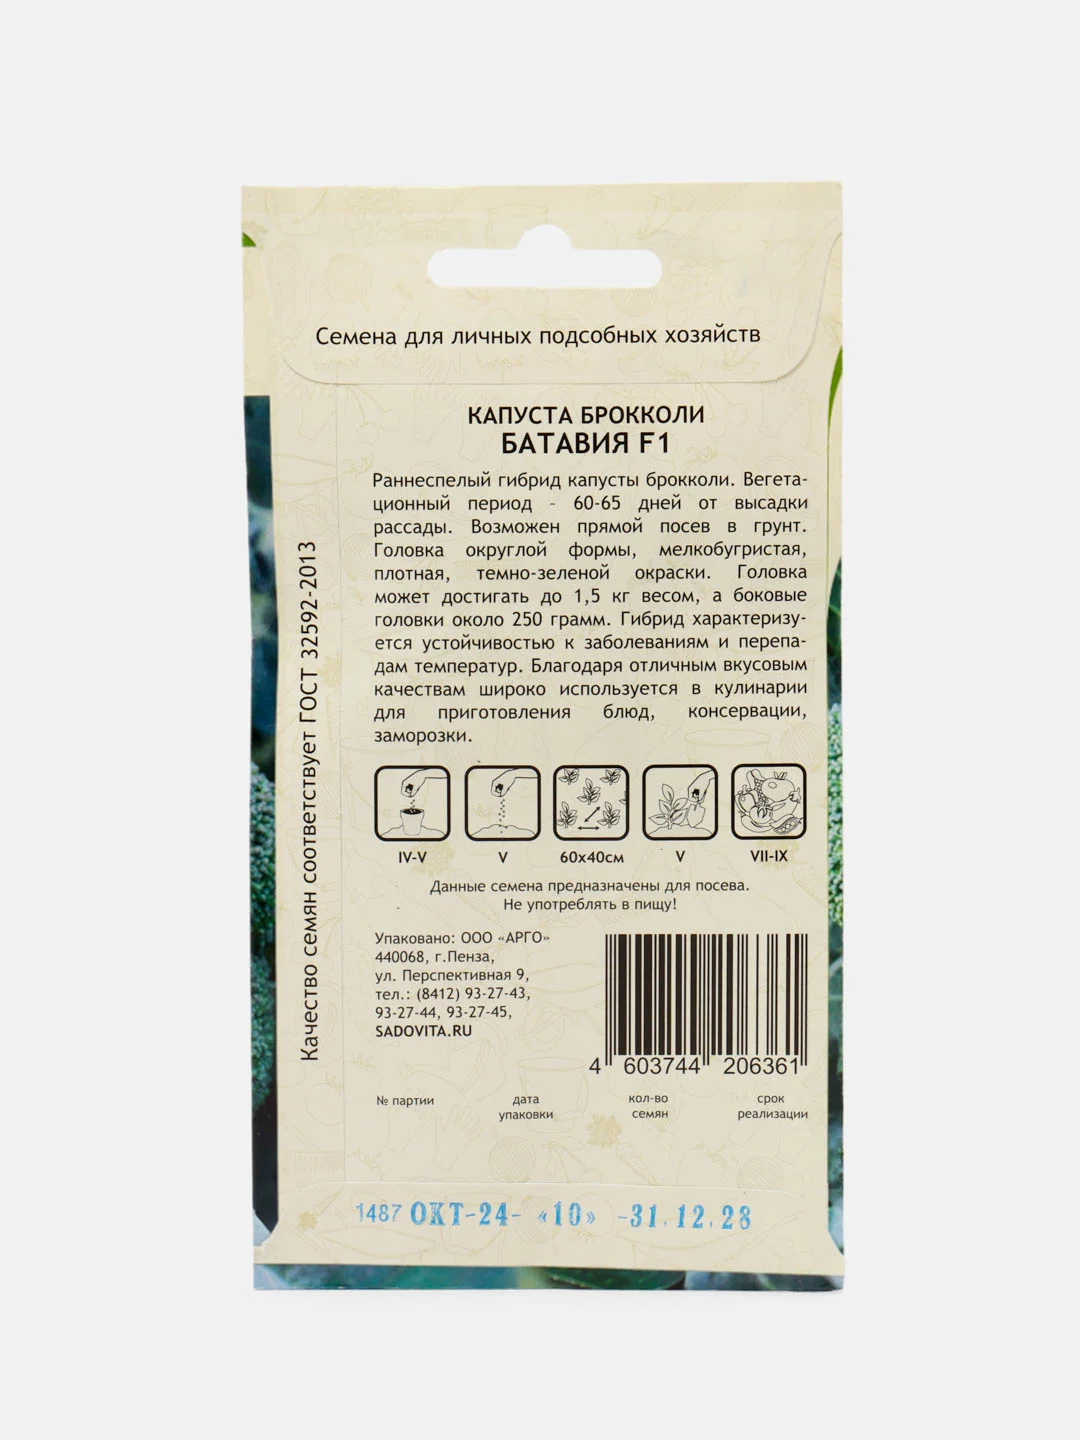 Семена для личных подсобных хозяйств
КАПУСТА БРОККОЛИ
БАТАВИЯ F1
Раннеспелый гибрид капусты брокколи. Вегета-
ционный период - 60-65 дней от высадки
рассады. Возможен прямой посев в грунт.
Головка округлой формы, мелкобугристая,
плотная, темно-зеленой окраски. Головка
может достигать до 1,5 кг весом, а боковые
головки около 250 грамм. Гибрид характеризу-
ется устойчивостью к заболеваниям и перепа-
дам температур. Благодаря отличным вкусовым
качествам широко используется в кулинарии
для приготовления блюд, консервации,
заморозки.
Качество семян соответствует ГОСТ 32592-2013
IV-V V 60х40см V VII-IX
Данные семена предназначены для посева.
Не употреблять в пищу!
Упаковано: ООО «АРГО»
440068, г.Пенза,
ул. Перспективная 9,
тел.: (8412) 93-27-43,
93-27-44, 93-27-45,
SADOVITA.RU
4 603744 206361
№ партии
дата
упаковки
кол-во
семян
срок
реализации
1487 ОКТ-24- «10» -31.12.28